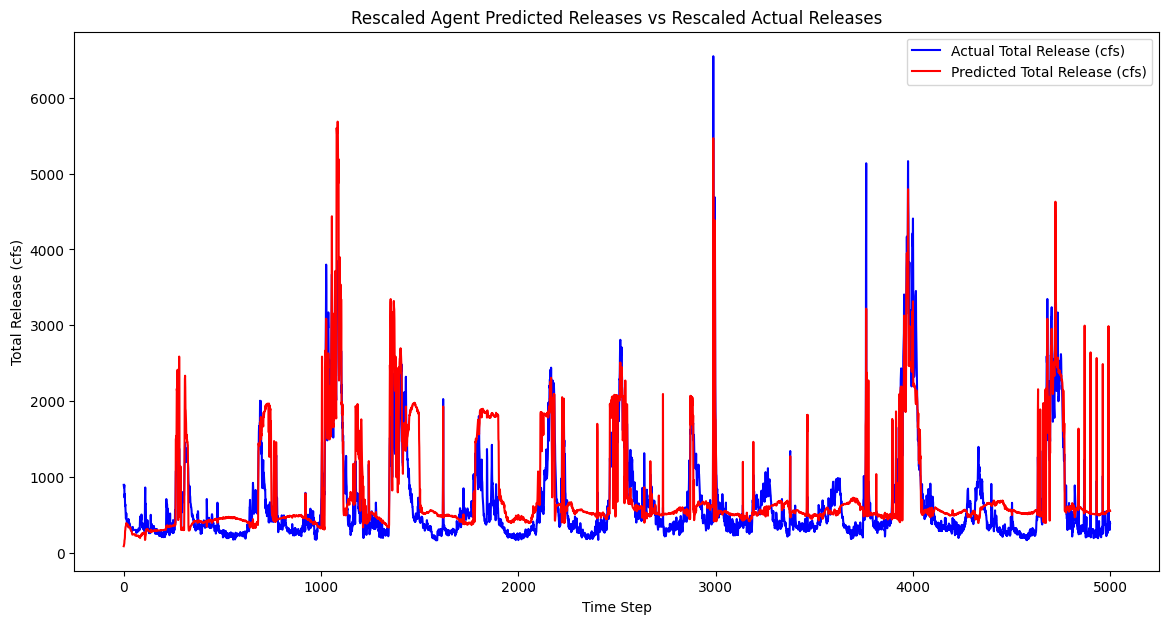 Rescaled Agent Predicted Releases vs Rescaled Actual Releases
Actual Total Release (cfs)
Predicted Total Release (cfs)
Total Release (cfs)
6000
5000
4000
3000
2000
1000
0
0 1000 2000 3000 4000 5000
Time Step